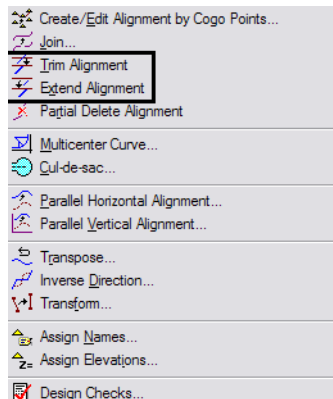 Create/Edit Alignment by Cogo Points...
Join...
Trim Alignment
Extend Alignment
Partial Delete Alignment
Multicenter Curve...
Cul-de-sac...
Parallel Horizontal Alignment...
Parallel Vertical Alignment...
Transpose...
Inverse Direction...
Transform...
Assign Names...
Z= Assign Elevations...
Design Checks...